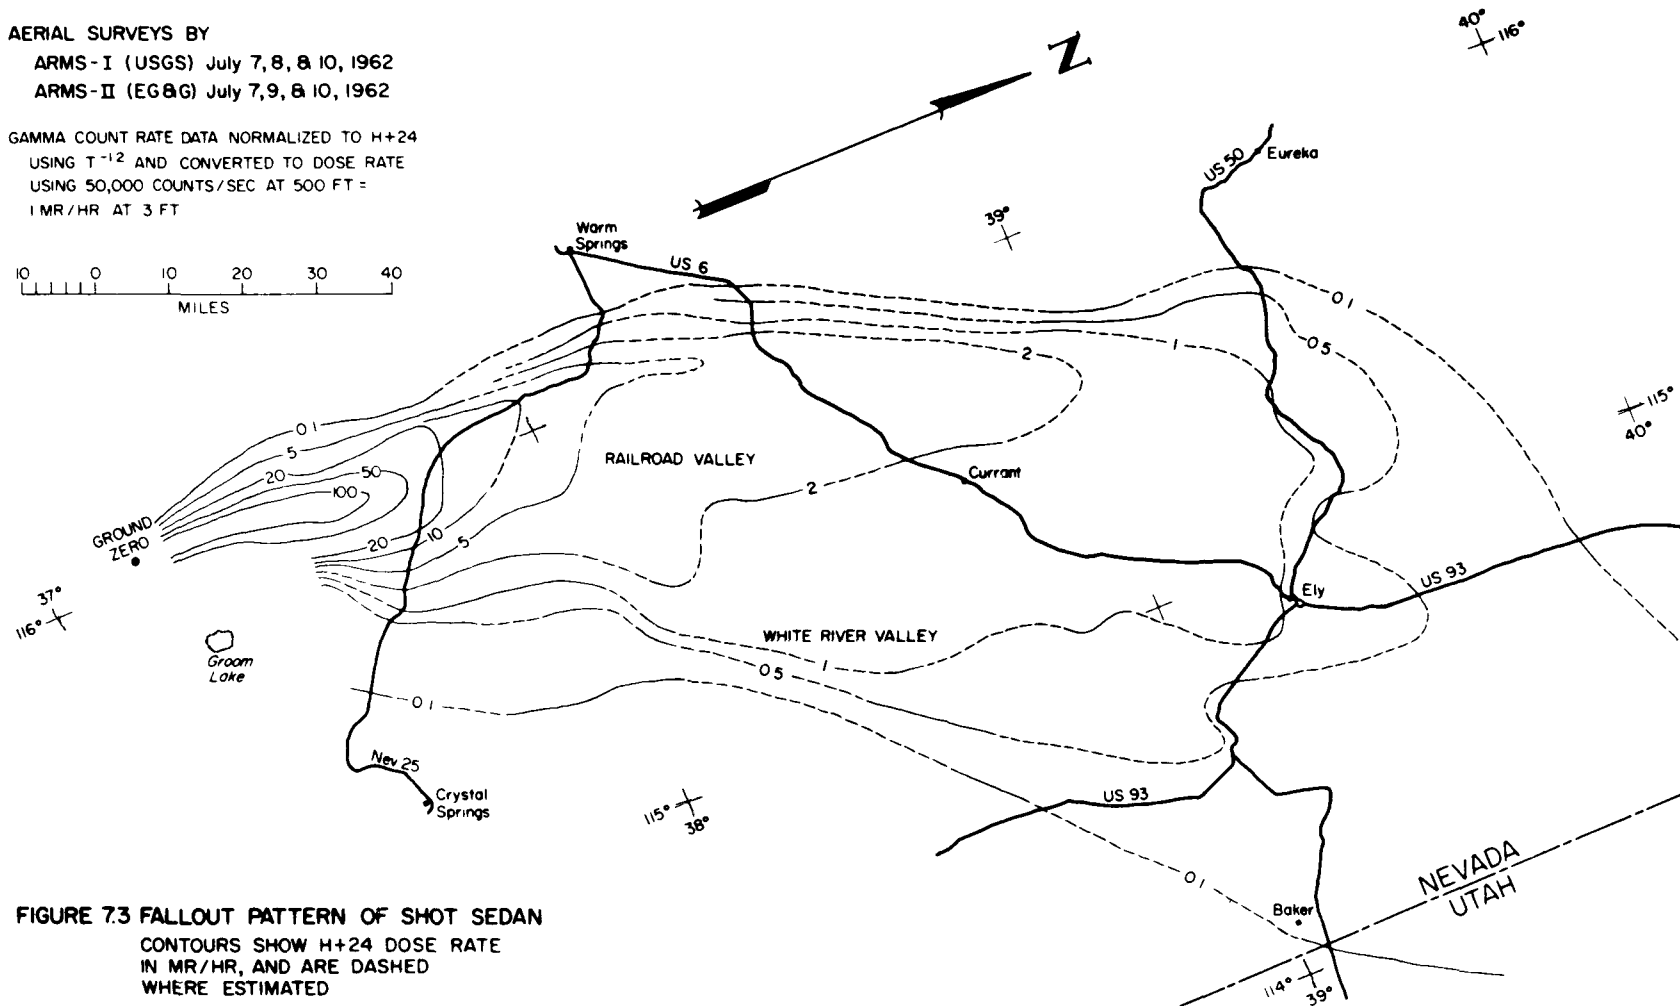 AERIAL SURVEYS BY
ARMS-I (USGS) July 7, 8, & 10, 1962
ARMS-II (EG&G) July 7,9, & 10, 1962
GAMMA COUNT RATE DATA NORMALIZED TO H+24
USING T -1 2 AND CONVERTED TO DOSE RATE
USING 50,000 COUNTS/SEC AT 500 FT =
1 MR/HR AT 3 FT
10 0 10 20 30 40
MILES
N
40°
116°
US 50
Eureka
39°
Warm
Springs
US 6
0 1
0 5
1
2
115°
40°
0 1
5
20
50
100
RAILROAD VALLEY
2
Currant
GROUND
ZERO
20
10
5
37°
116°
Groom
Lake
WHITE RIVER VALLEY
1
0 5
Ely
US 93
0 1
Nev 25
Crystal
Springs
115°
38°
US 93
0 1
Baker
NEVADA
UTAH
114°
39°
FIGURE 7.3 FALLOUT PATTERN OF SHOT SEDAN
CONTOURS SHOW H+24 DOSE RATE
IN MR/HR, AND ARE DASHED
WHERE ESTIMATED